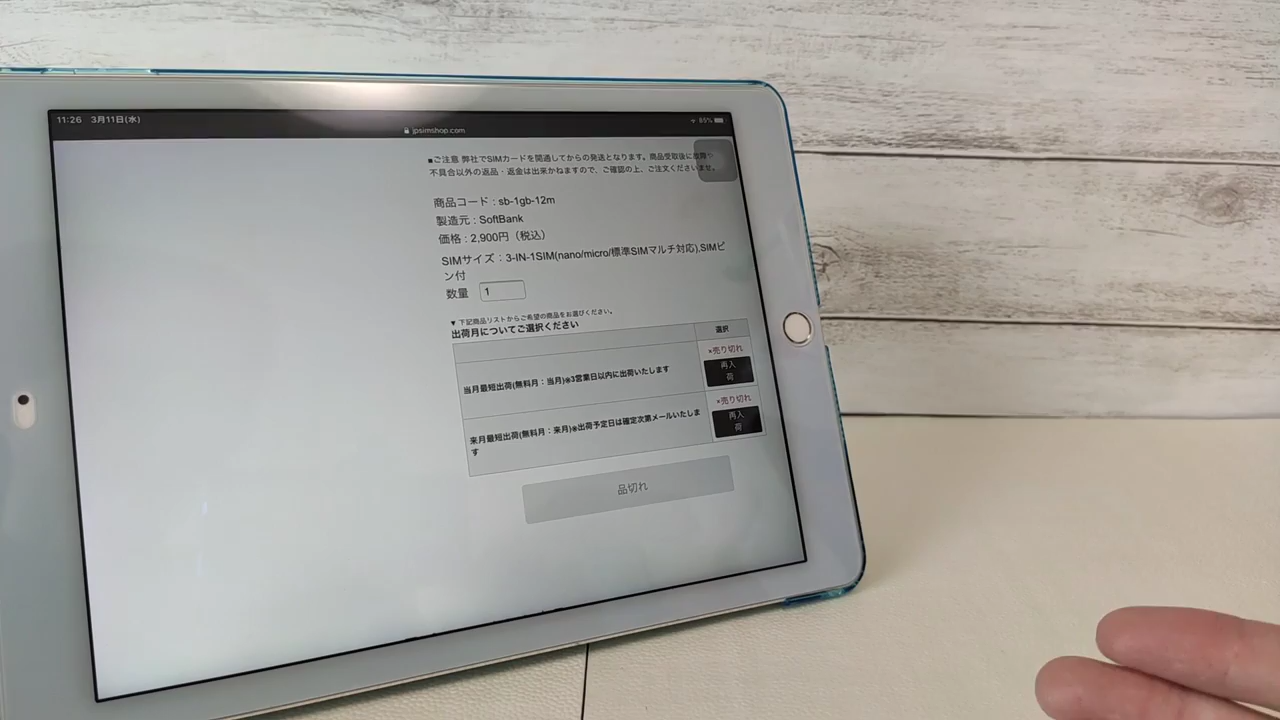 11:26 3月11日(水)
85%
jpsimshop.com
■ご注意 弊社でSIMカードを開通してからの発送となります。商品受取後に故障や
不具合以外の返品・返金は出来かねますので、ご確認の上、ご注文くださいませ。
商品コード : sb-1gb-12m
製造元 : SoftBank
価格 : 2,900円（税込）
SIMサイズ : 3-IN-1SIM(nano/micro/標準SIMマルチ対応),SIMピ
ン付
数量 1
▼ 下記商品リストからご希望の商品をお選びください。
出荷月についてご選択ください
選択
当月最短出荷(無料月：当月)※3営業日以内に出荷いたします
×売り切れ
再入
荷
来月最短出荷(無料月：来月)※出荷予定日は確定次第メールいたしま
す
×売り切れ
再入
荷
品切れ